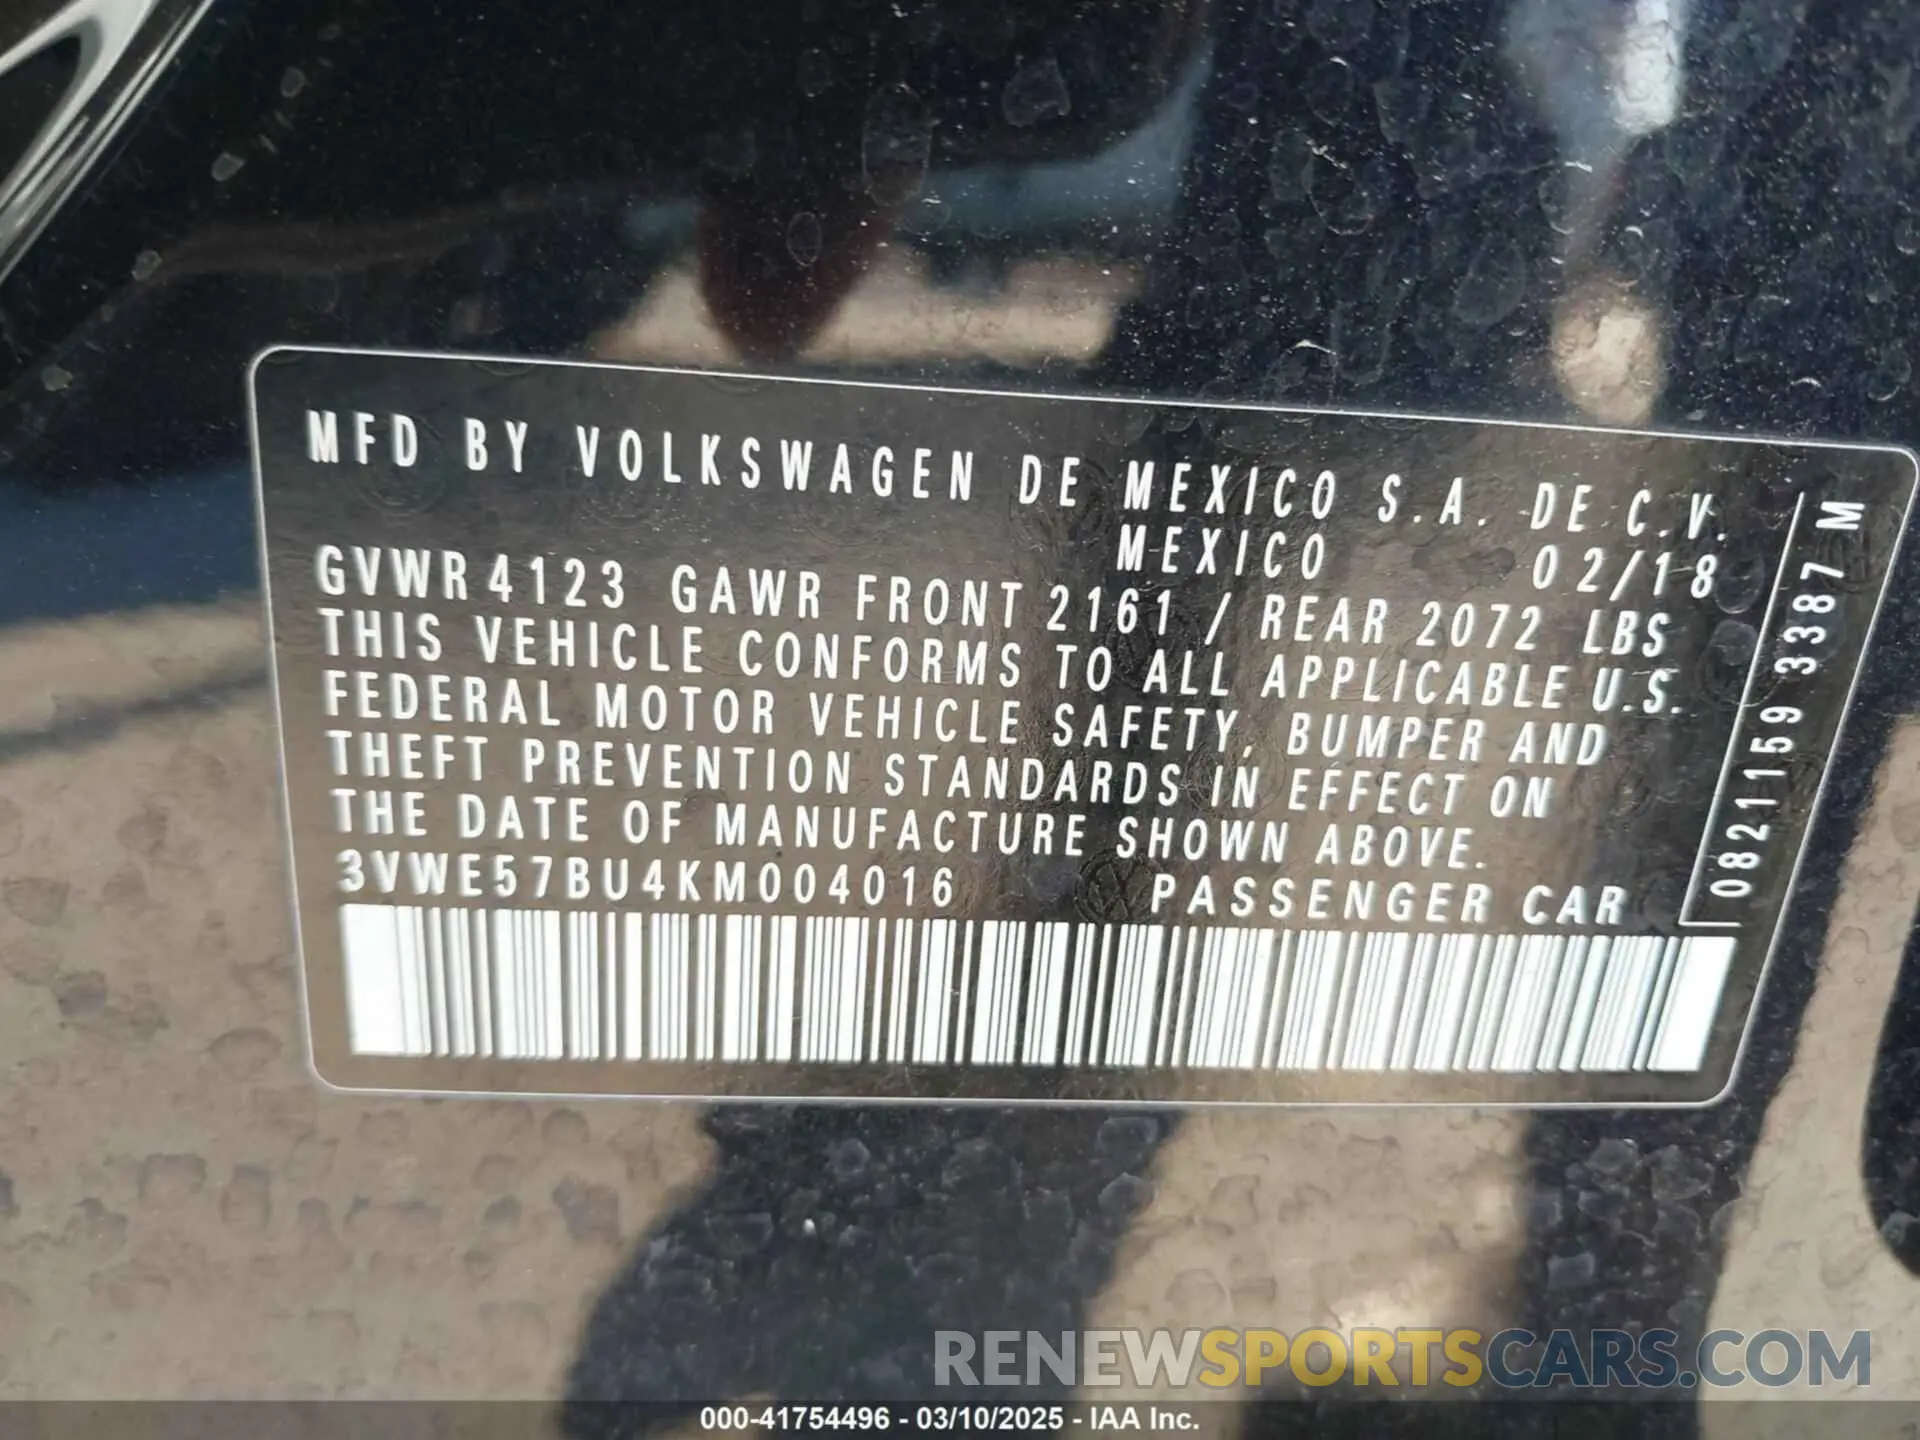 MFD BY VOLKSWAGEN DE MEXICO S.A. DE C.V.
MEXICO 02/18
GVWR 4123 GAWR FRONT 2161 / REAR 2072 LBS
THIS VEHICLE CONFORMS TO ALL APPLICABLE U.S.
FEDERAL MOTOR VEHICLE SAFETY, BUMPER AND
THEFT PREVENTION STANDARDS IN EFFECT ON
THE DATE OF MANUFACTURE SHOWN ABOVE.
3VWE57BU4KM004016 PASSENGER CAR
0821159 3387 M
RENEWSPORTSCARS.COM
000-41754496 - 03/10/2025 - IAA Inc.